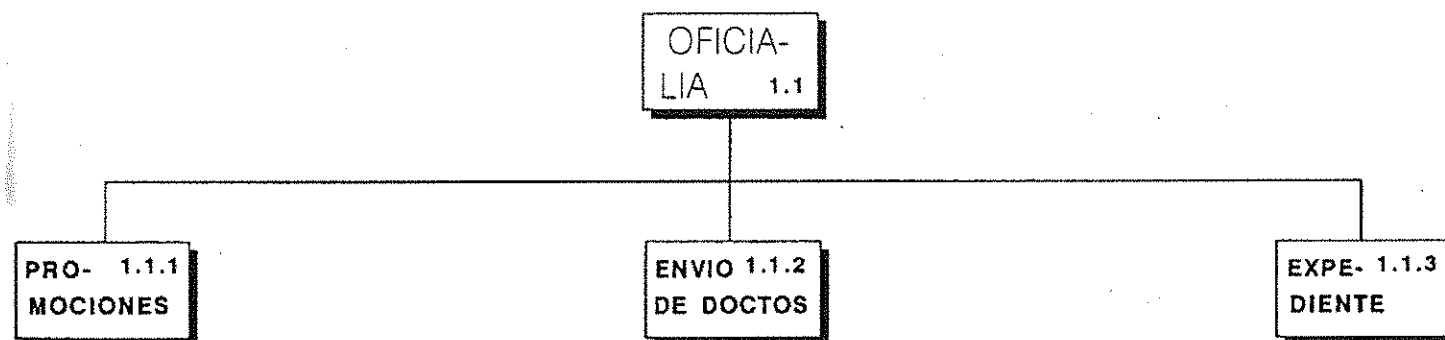 OFICIA-
LIA 1.1
PRO- 1.1.1
MOCIONES
ENVIO 1.1.2
DE DOCTOS
EXPE- 1.1.3
DIENTE